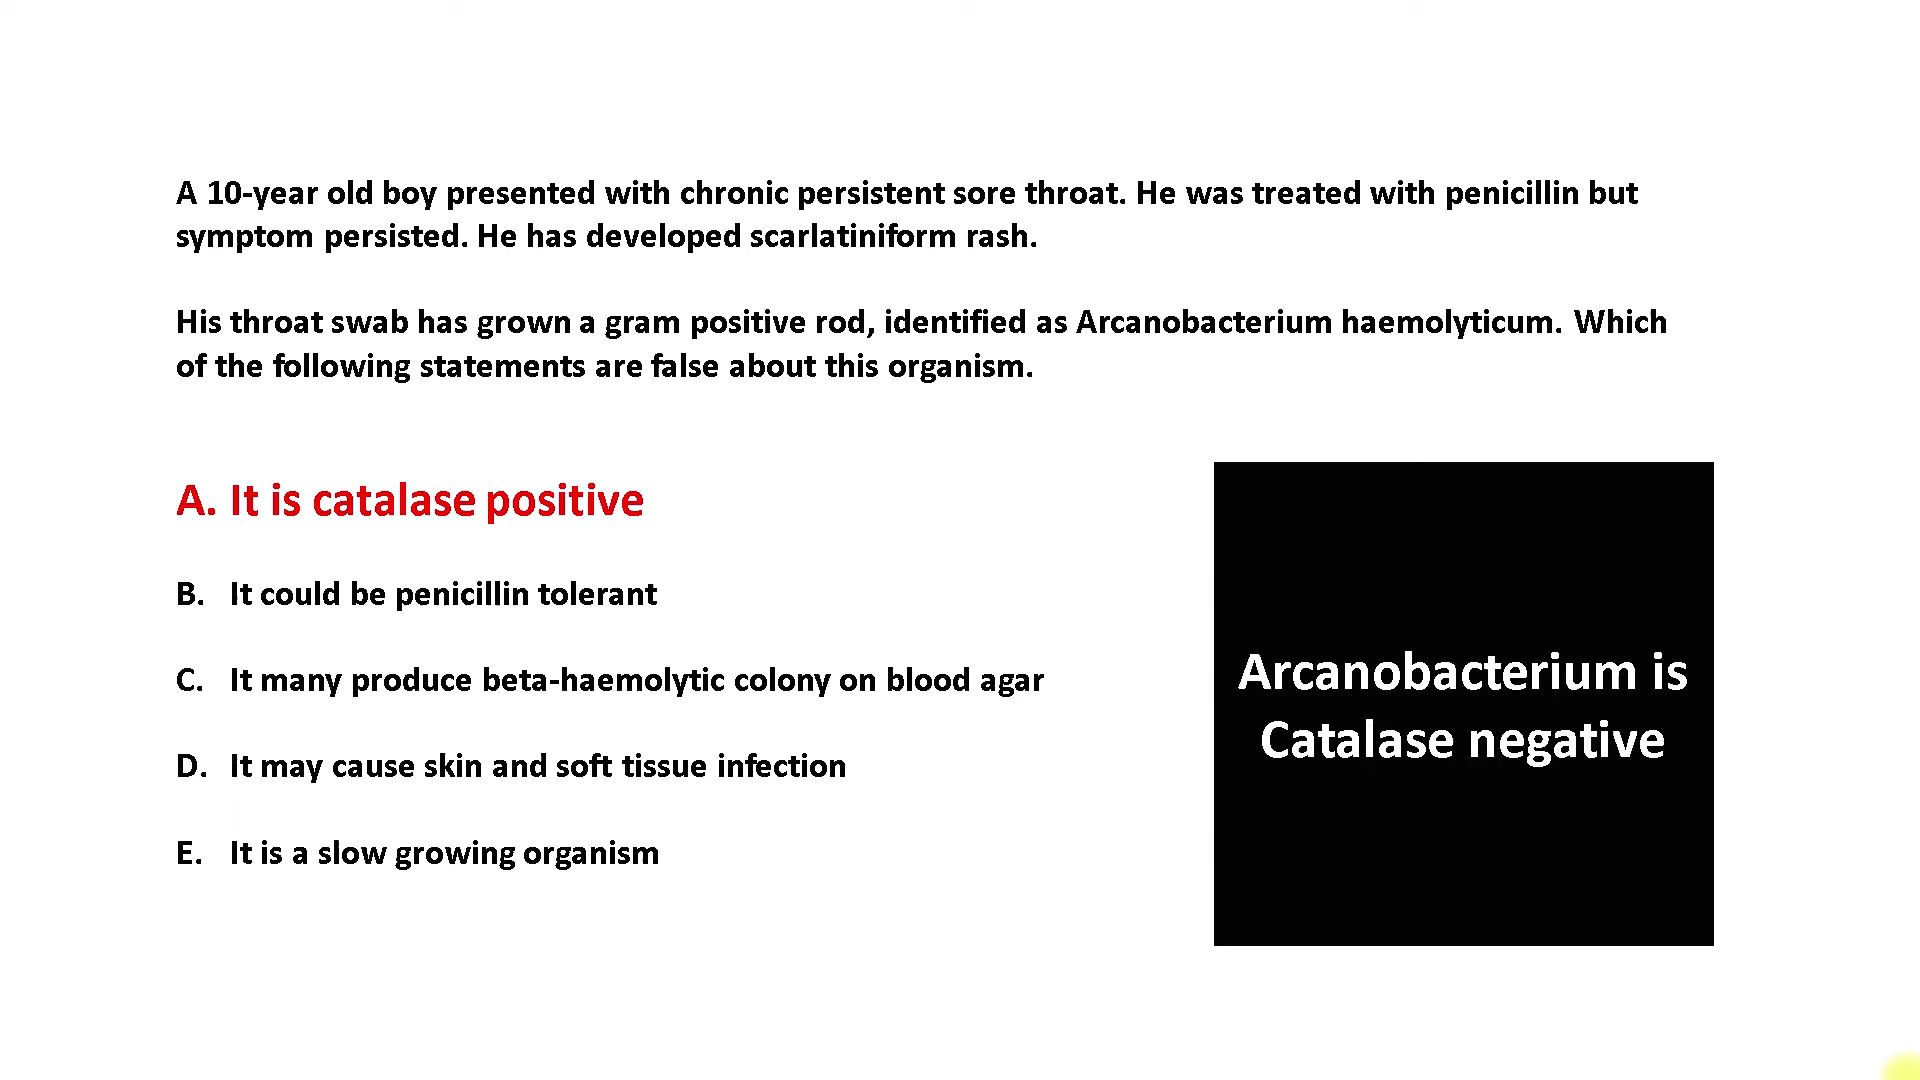 A 10-year old boy presented with chronic persistent sore throat. He was treated with penicillin but
symptom persisted. He has developed scarlatiniform rash.
His throat swab has grown a gram positive rod, identified as Arcanobacterium haemolyticum. Which
of the following statements are false about this organism.
A. It is catalase positive
B. It could be penicillin tolerant
C. It many produce beta-haemolytic colony on blood agar
D. It may cause skin and soft tissue infection
E. It is a slow growing organism
Arcanobacterium is
Catalase negative